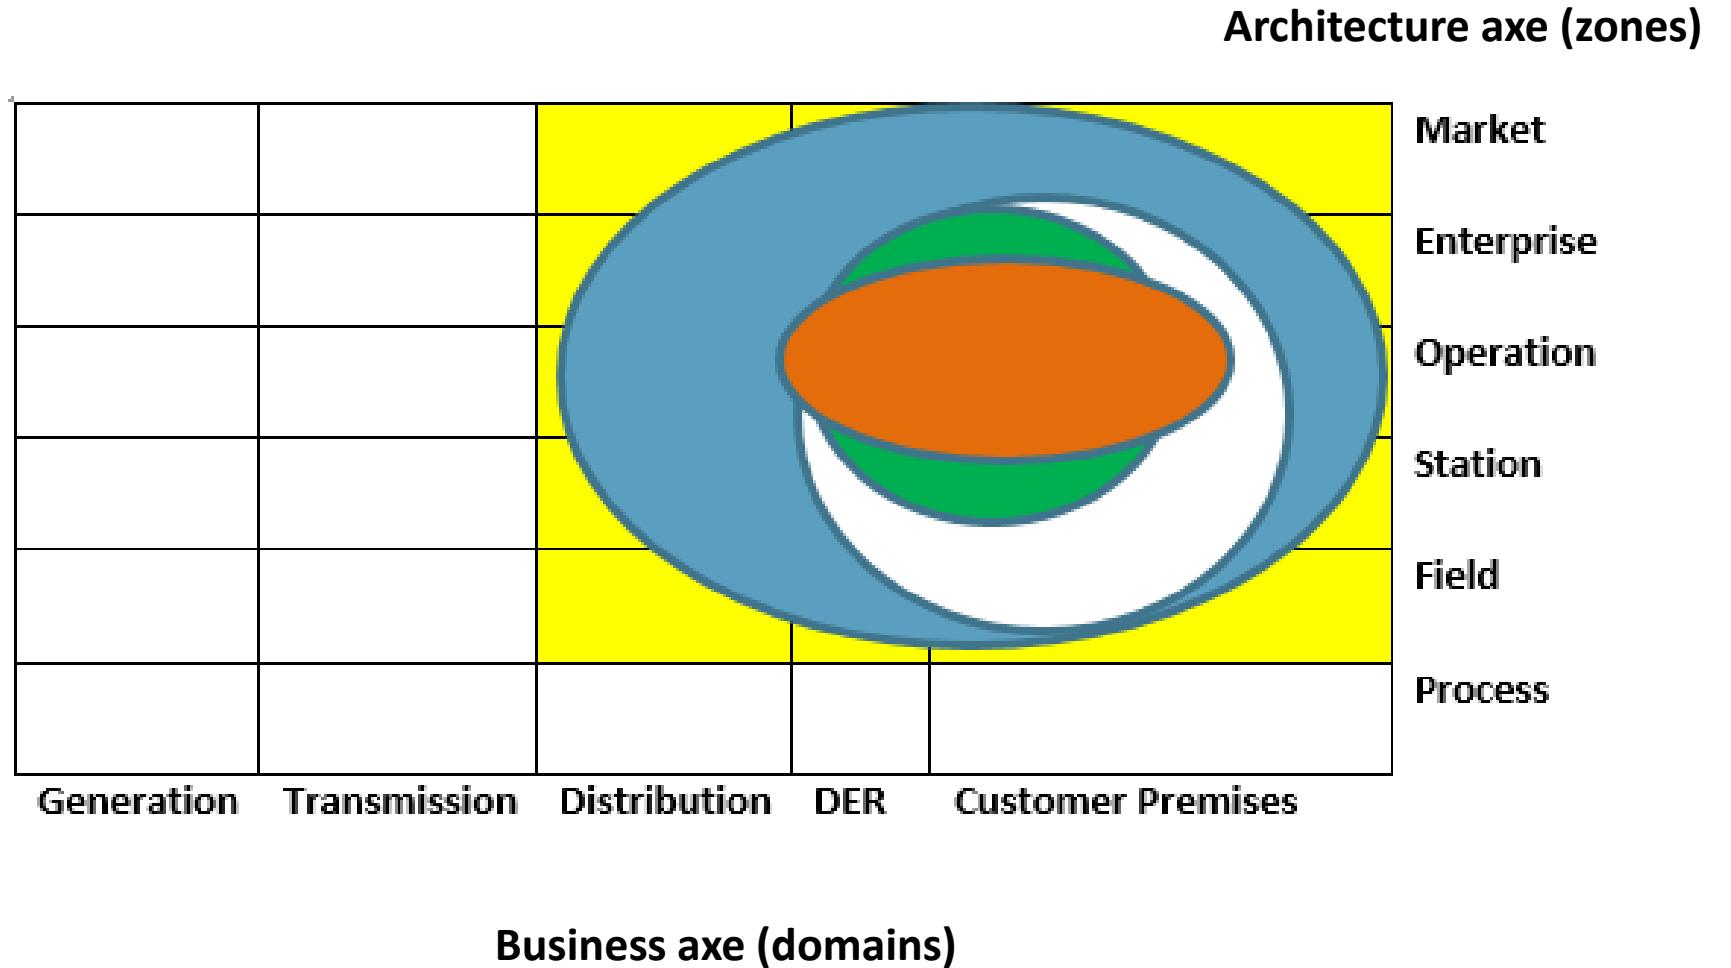 Architecture axe (zones)
Market
Enterprise
Operation
Station
Field
Process
Generation Transmission Distribution DER Customer Premises
Business axe (domains)